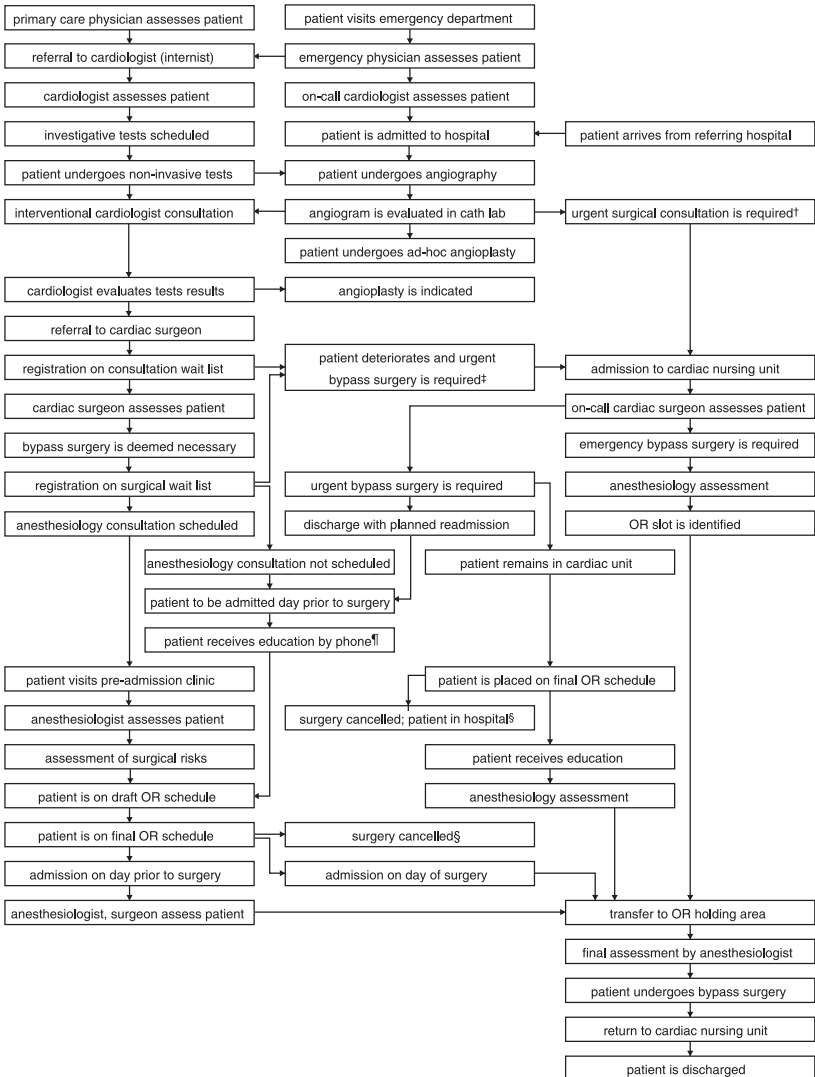 primary care physician assesses patient
patient visits emergency department
referral to cardiologist (internist)
emergency physician assesses patient
cardiologist assesses patient
on-call cardiologist assesses patient
investigative tests scheduled
patient is admitted to hospital
patient arrives from referring hospital
patient undergoes non-invasive tests
patient undergoes angiography
interventional cardiologist consultation
angiogram is evaluated in cath lab
urgent surgical consultation is required†
patient undergoes ad-hoc angioplasty
cardiologist evaluates tests results
angioplasty is indicated
referral to cardiac surgeon
registration on consultation wait list
patient deteriorates and urgent
bypass surgery is required‡
admission to cardiac nursing unit
cardiac surgeon assesses patient
on-call cardiac surgeon assesses patient
bypass surgery is deemed necessary
emergency bypass surgery is required
registration on surgical wait list
urgent bypass surgery is required
anesthesiology assessment
anesthesiology consultation scheduled
discharge with planned readmission
OR slot is identified
anesthesiology consultation not scheduled
patient remains in cardiac unit
patient to be admitted day prior to surgery
patient receives education by phone¶
patient visits pre-admission clinic
patient is placed on final OR schedule
anesthesiologist assesses patient
surgery cancelled; patient in hospital§
assessment of surgical risks
patient receives education
patient is on draft OR schedule
anesthesiology assessment
patient is on final OR schedule
surgery cancelled§
admission on day prior to surgery
admission on day of surgery
anesthesiologist, surgeon assess patient
transfer to OR holding area
final assessment by anesthesiologist
patient undergoes bypass surgery
return to cardiac nursing unit
patient is discharged